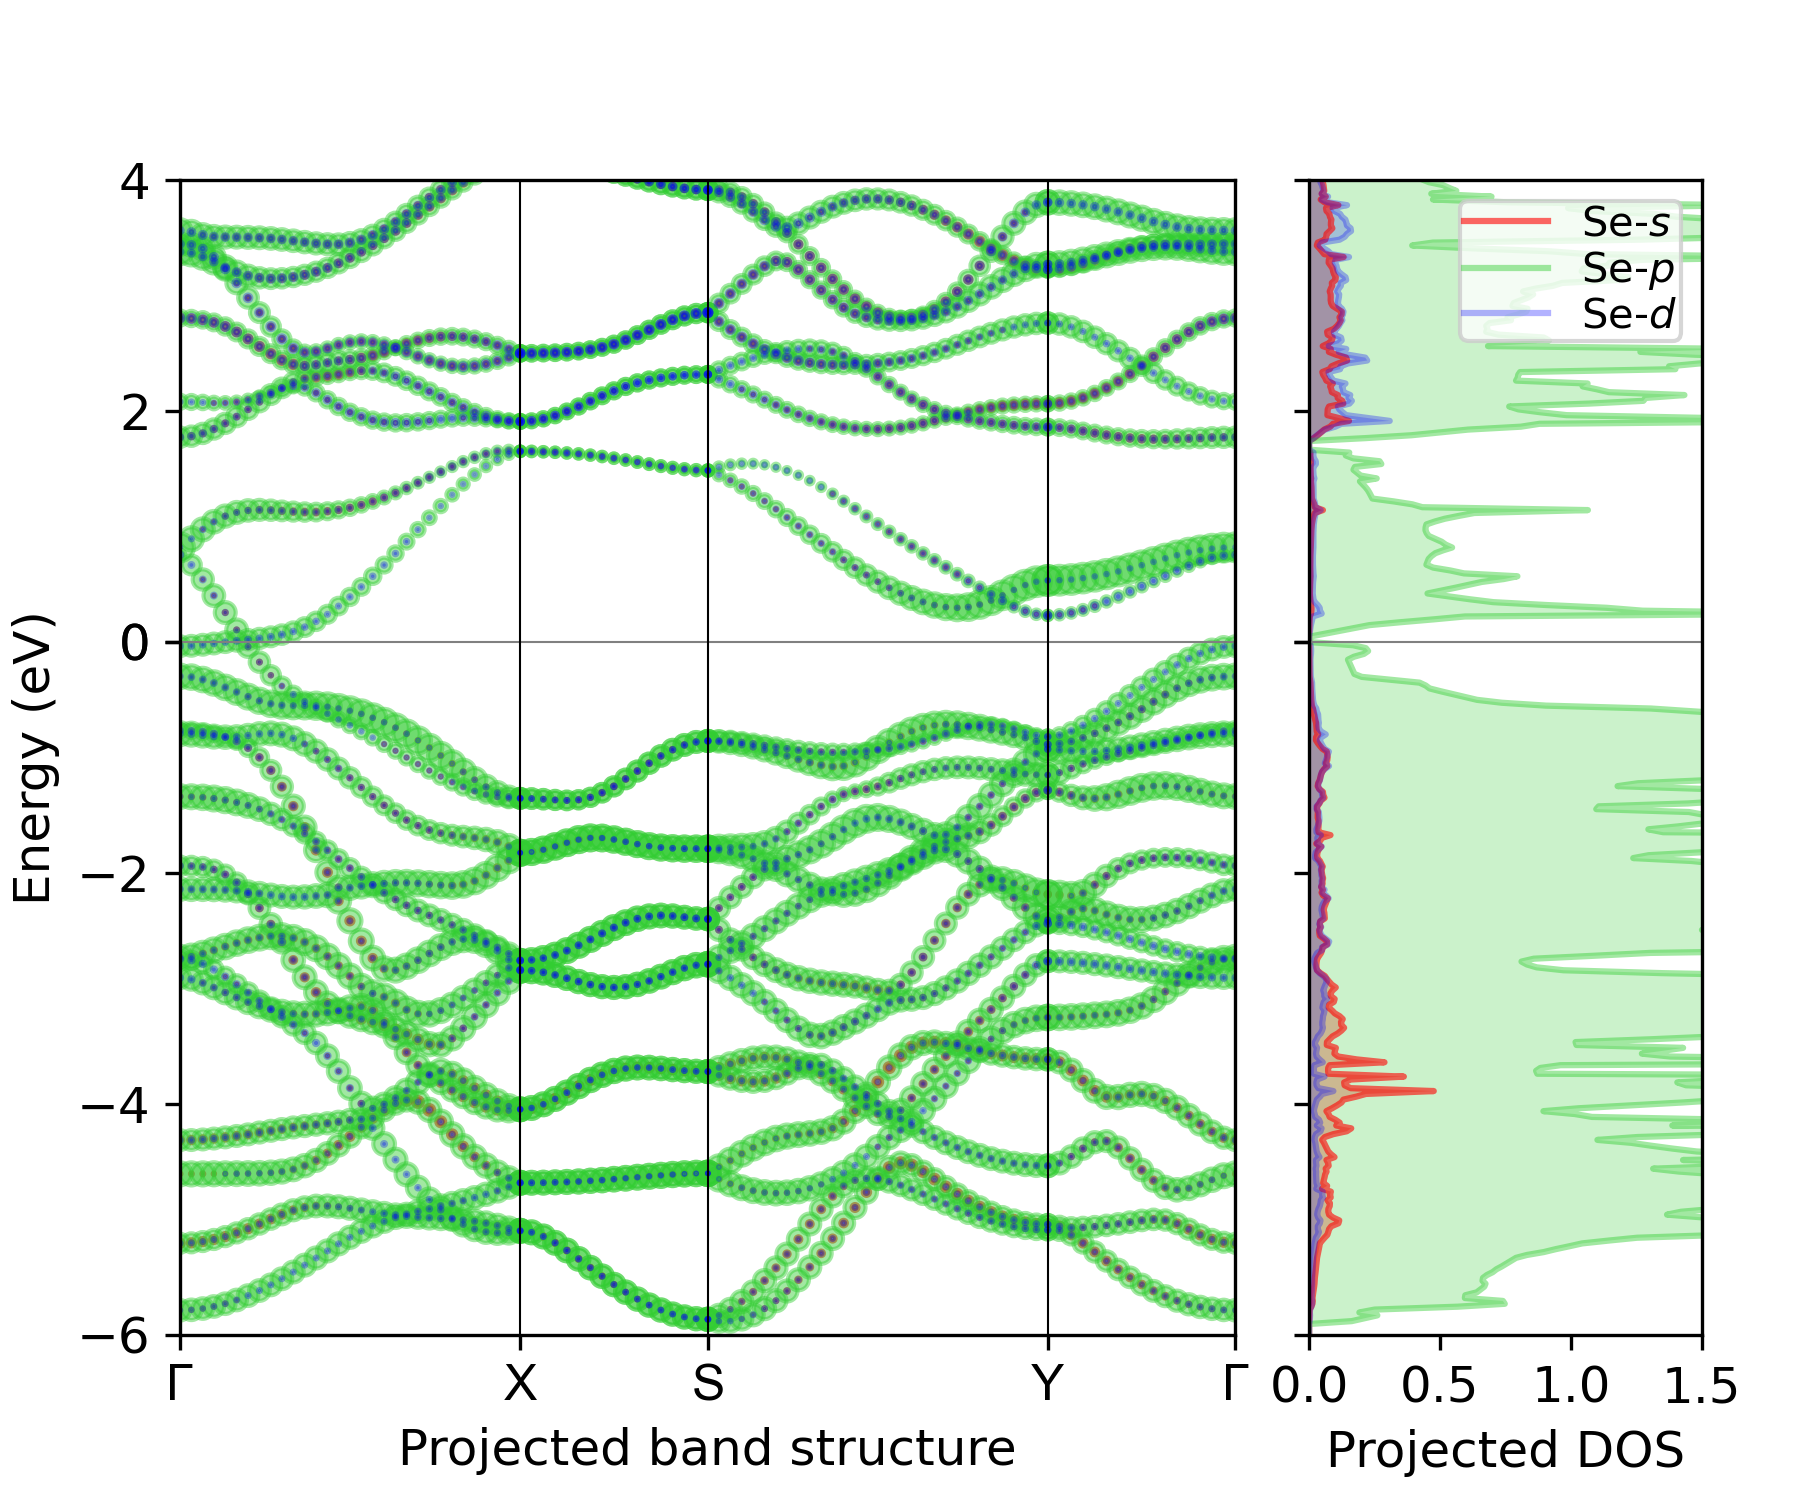 4
2
0
−2
−4
−6
Energy (eV)
Γ X S Y Γ
Projected band structure
Se-s
Se-p
Se-d
0.0 0.5 1.0 1.5
Projected DOS